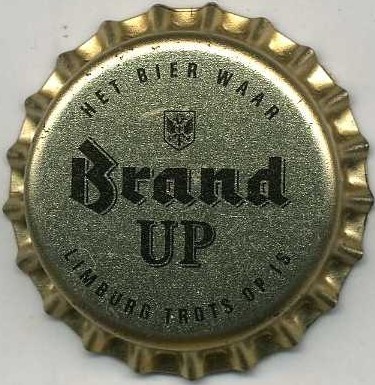 HET BIER WAAR
Brand
UP
LIMBURG TROTS OP IS